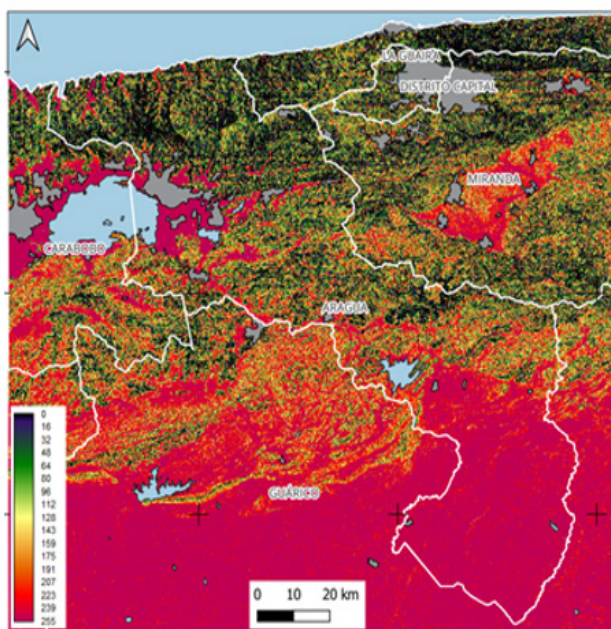 LA GUAIRA
DISTRITO CAPITAL
MIRANDA
CARABOBO
ARAGUA
GUÁRICO
0
16
32
48
64
80
96
112
128
143
159
175
191
207
223
239
255
0 10 20 km